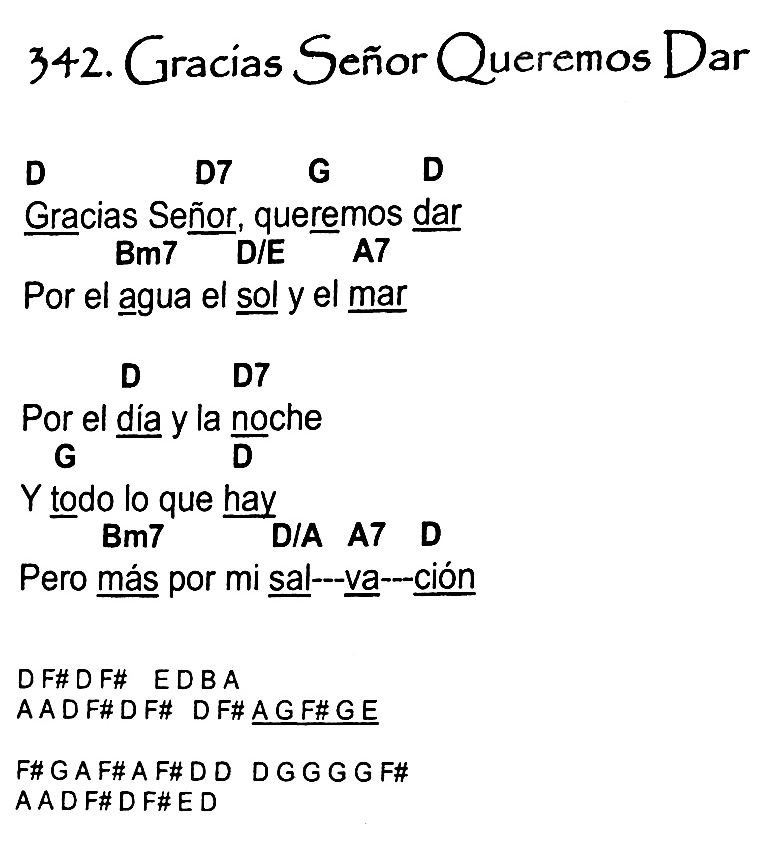 342. Gracias Señor Queremos Dar
D D7 G D
Gracias Señor, queremos dar
Bm7 D/E A7
Por el agua el sol y el mar
D D7
Por el día y la noche
G D
Y todo lo que hay
Bm7 D/A A7 D
Pero más por mi sal---va---ción
D F# D F# E D B A
A A D F# D F# D F# A G F# G E
F# G A F# A F# D D D G G G G F#
A A D F# D F# E D